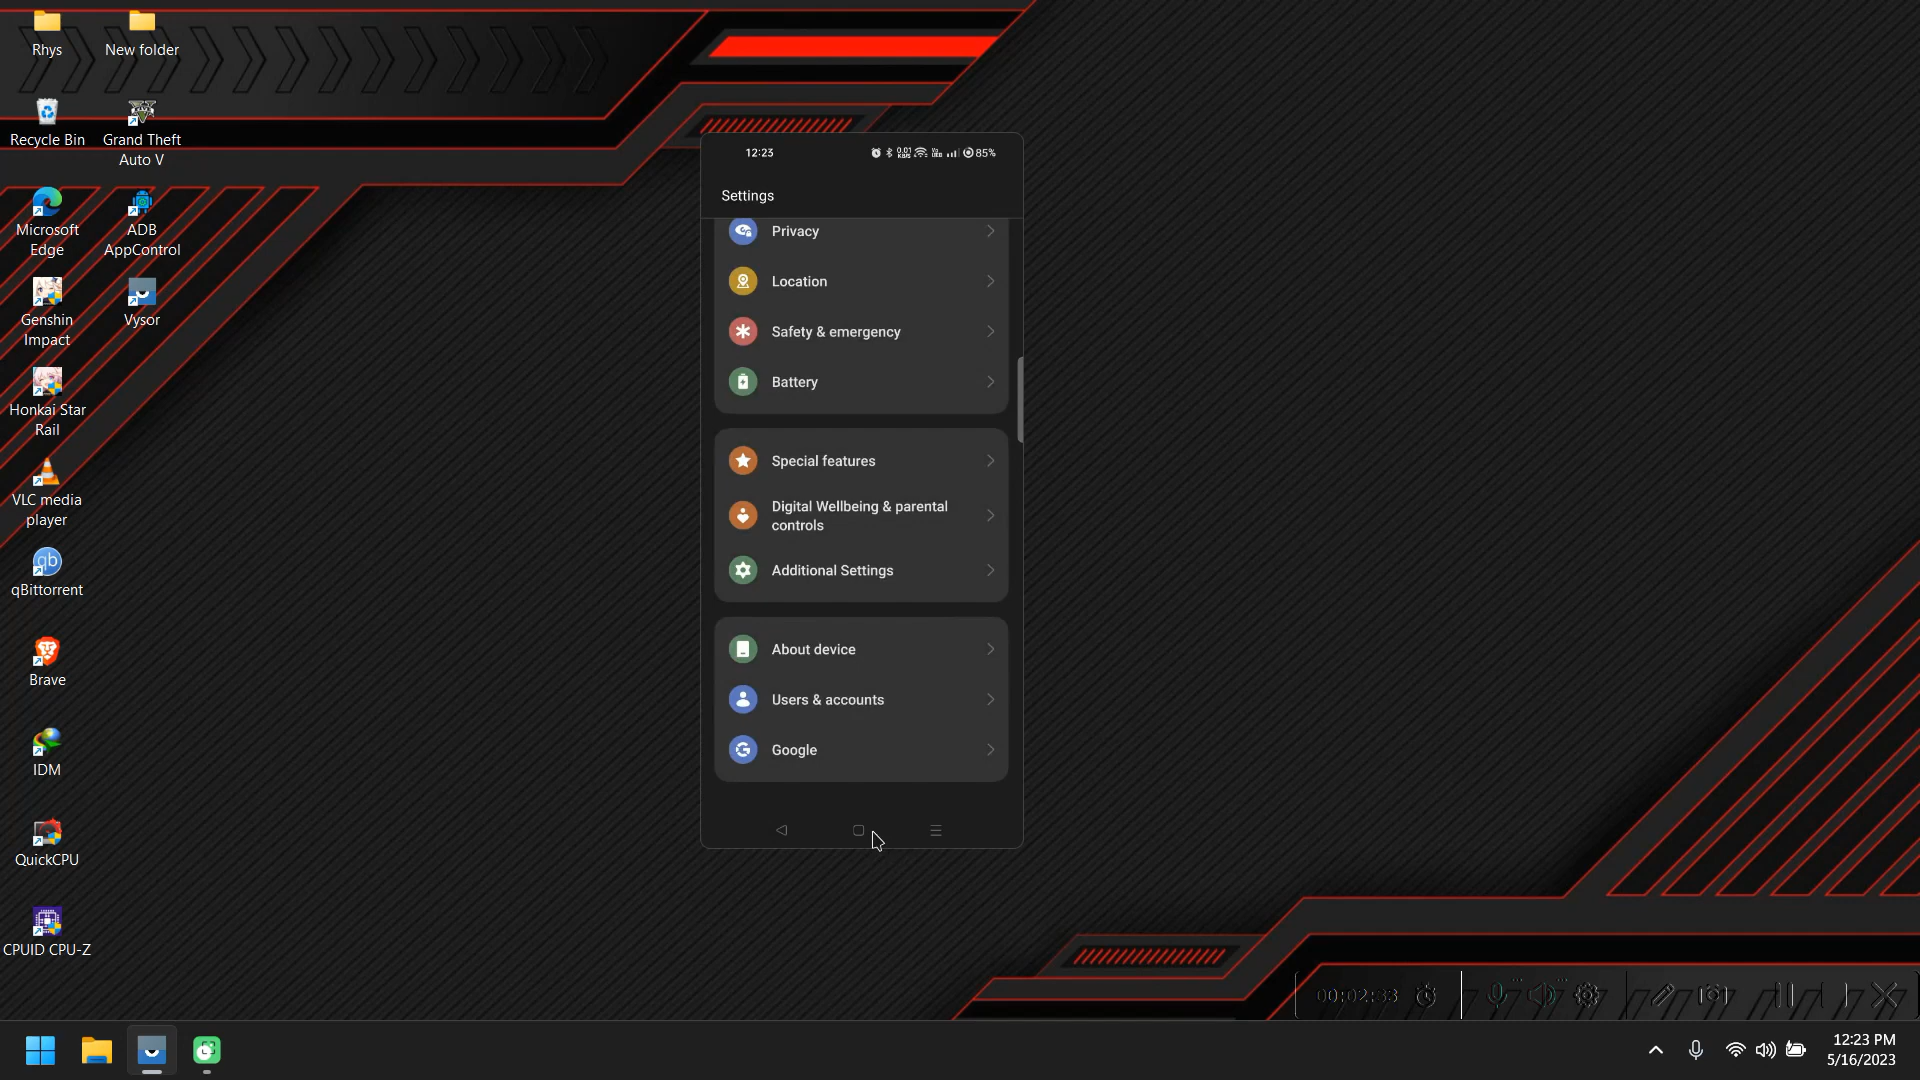 Rhys
New folder
Recycle Bin
Grand Theft
Auto V
Microsoft
Edge
ADB
AppControl
Genshin
Impact
Vysor
Honkai Star
Rail
VLC media
player
qBittorrent
Brave
IDM
QuickCPU
CPUID CPU-Z
12:23
85%
Settings
Privacy
Location
Safety & emergency
Battery
Special features
Digital Wellbeing & parental
controls
Additional Settings
About device
Users & accounts
Google
00:02:33
12:23 PM
5/16/2023